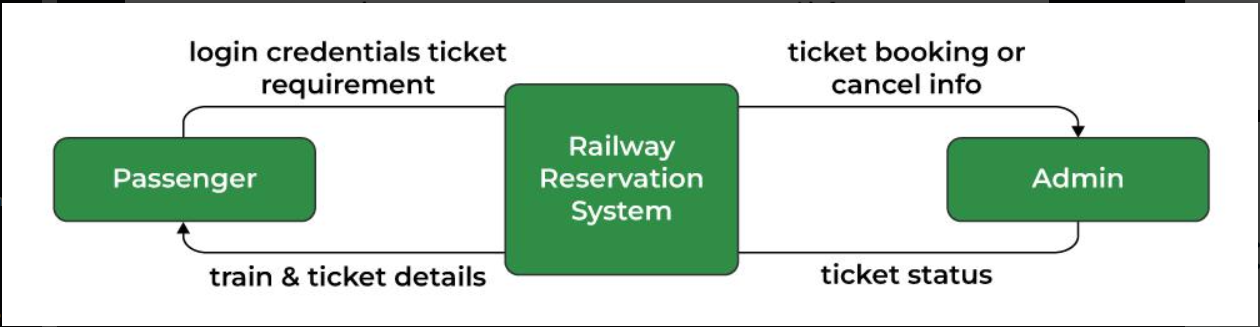 login credentials ticket
requirement
ticket booking or
cancel info
Passenger
Railway
Reservation
System
Admin
train & ticket details
ticket status